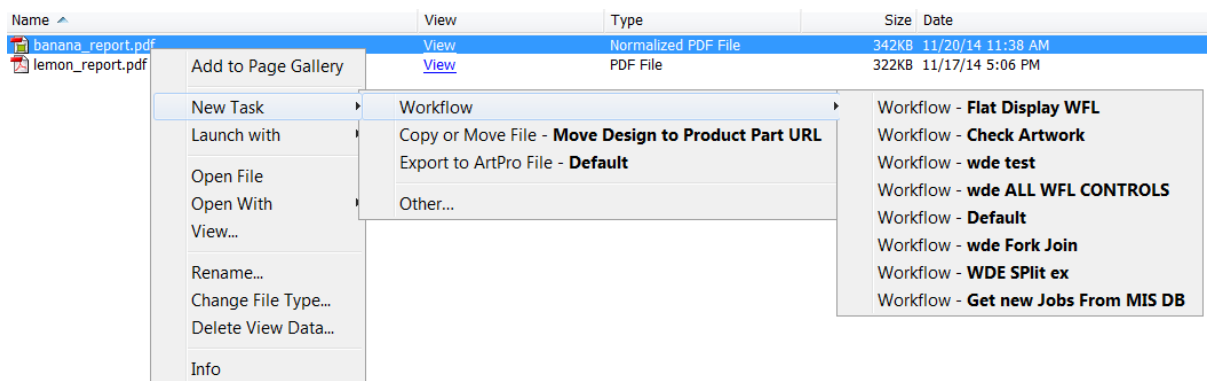 Name View Type Size Date
banana_report.pdf View Normalized PDF File 342KB 11/20/14 11:38 AM
lemon_report.pdf View PDF File 322KB 11/17/14 5:06 PM
Add to Page Gallery
New Task
Launch with
Open File
Open With
View...
Rename...
Change File Type...
Delete View Data...
Info
Workflow
Copy or Move File - Move Design to Product Part URL
Export to ArtPro File - Default
Other...
Workflow - Flat Display WFL
Workflow - Check Artwork
Workflow - wde test
Workflow - wde ALL WFL CONTROLS
Workflow - Default
Workflow - wde Fork Join
Workflow - WDE SPlit ex
Workflow - Get new Jobs From MIS DB